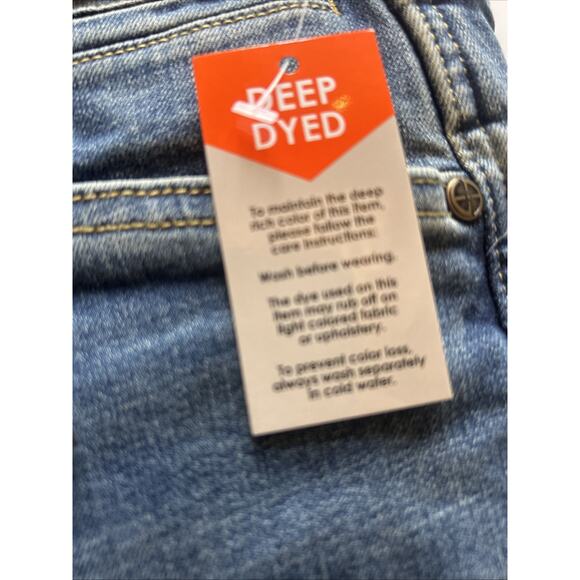 DEEP
DYED
To maintain the deep
rich color of this item,
please follow the
care instructions:
Wash before wearing.
The dye used on this
item may rub off on
light colored fabric
or upholstery.
To prevent color loss,
always wash separately
in cold water.